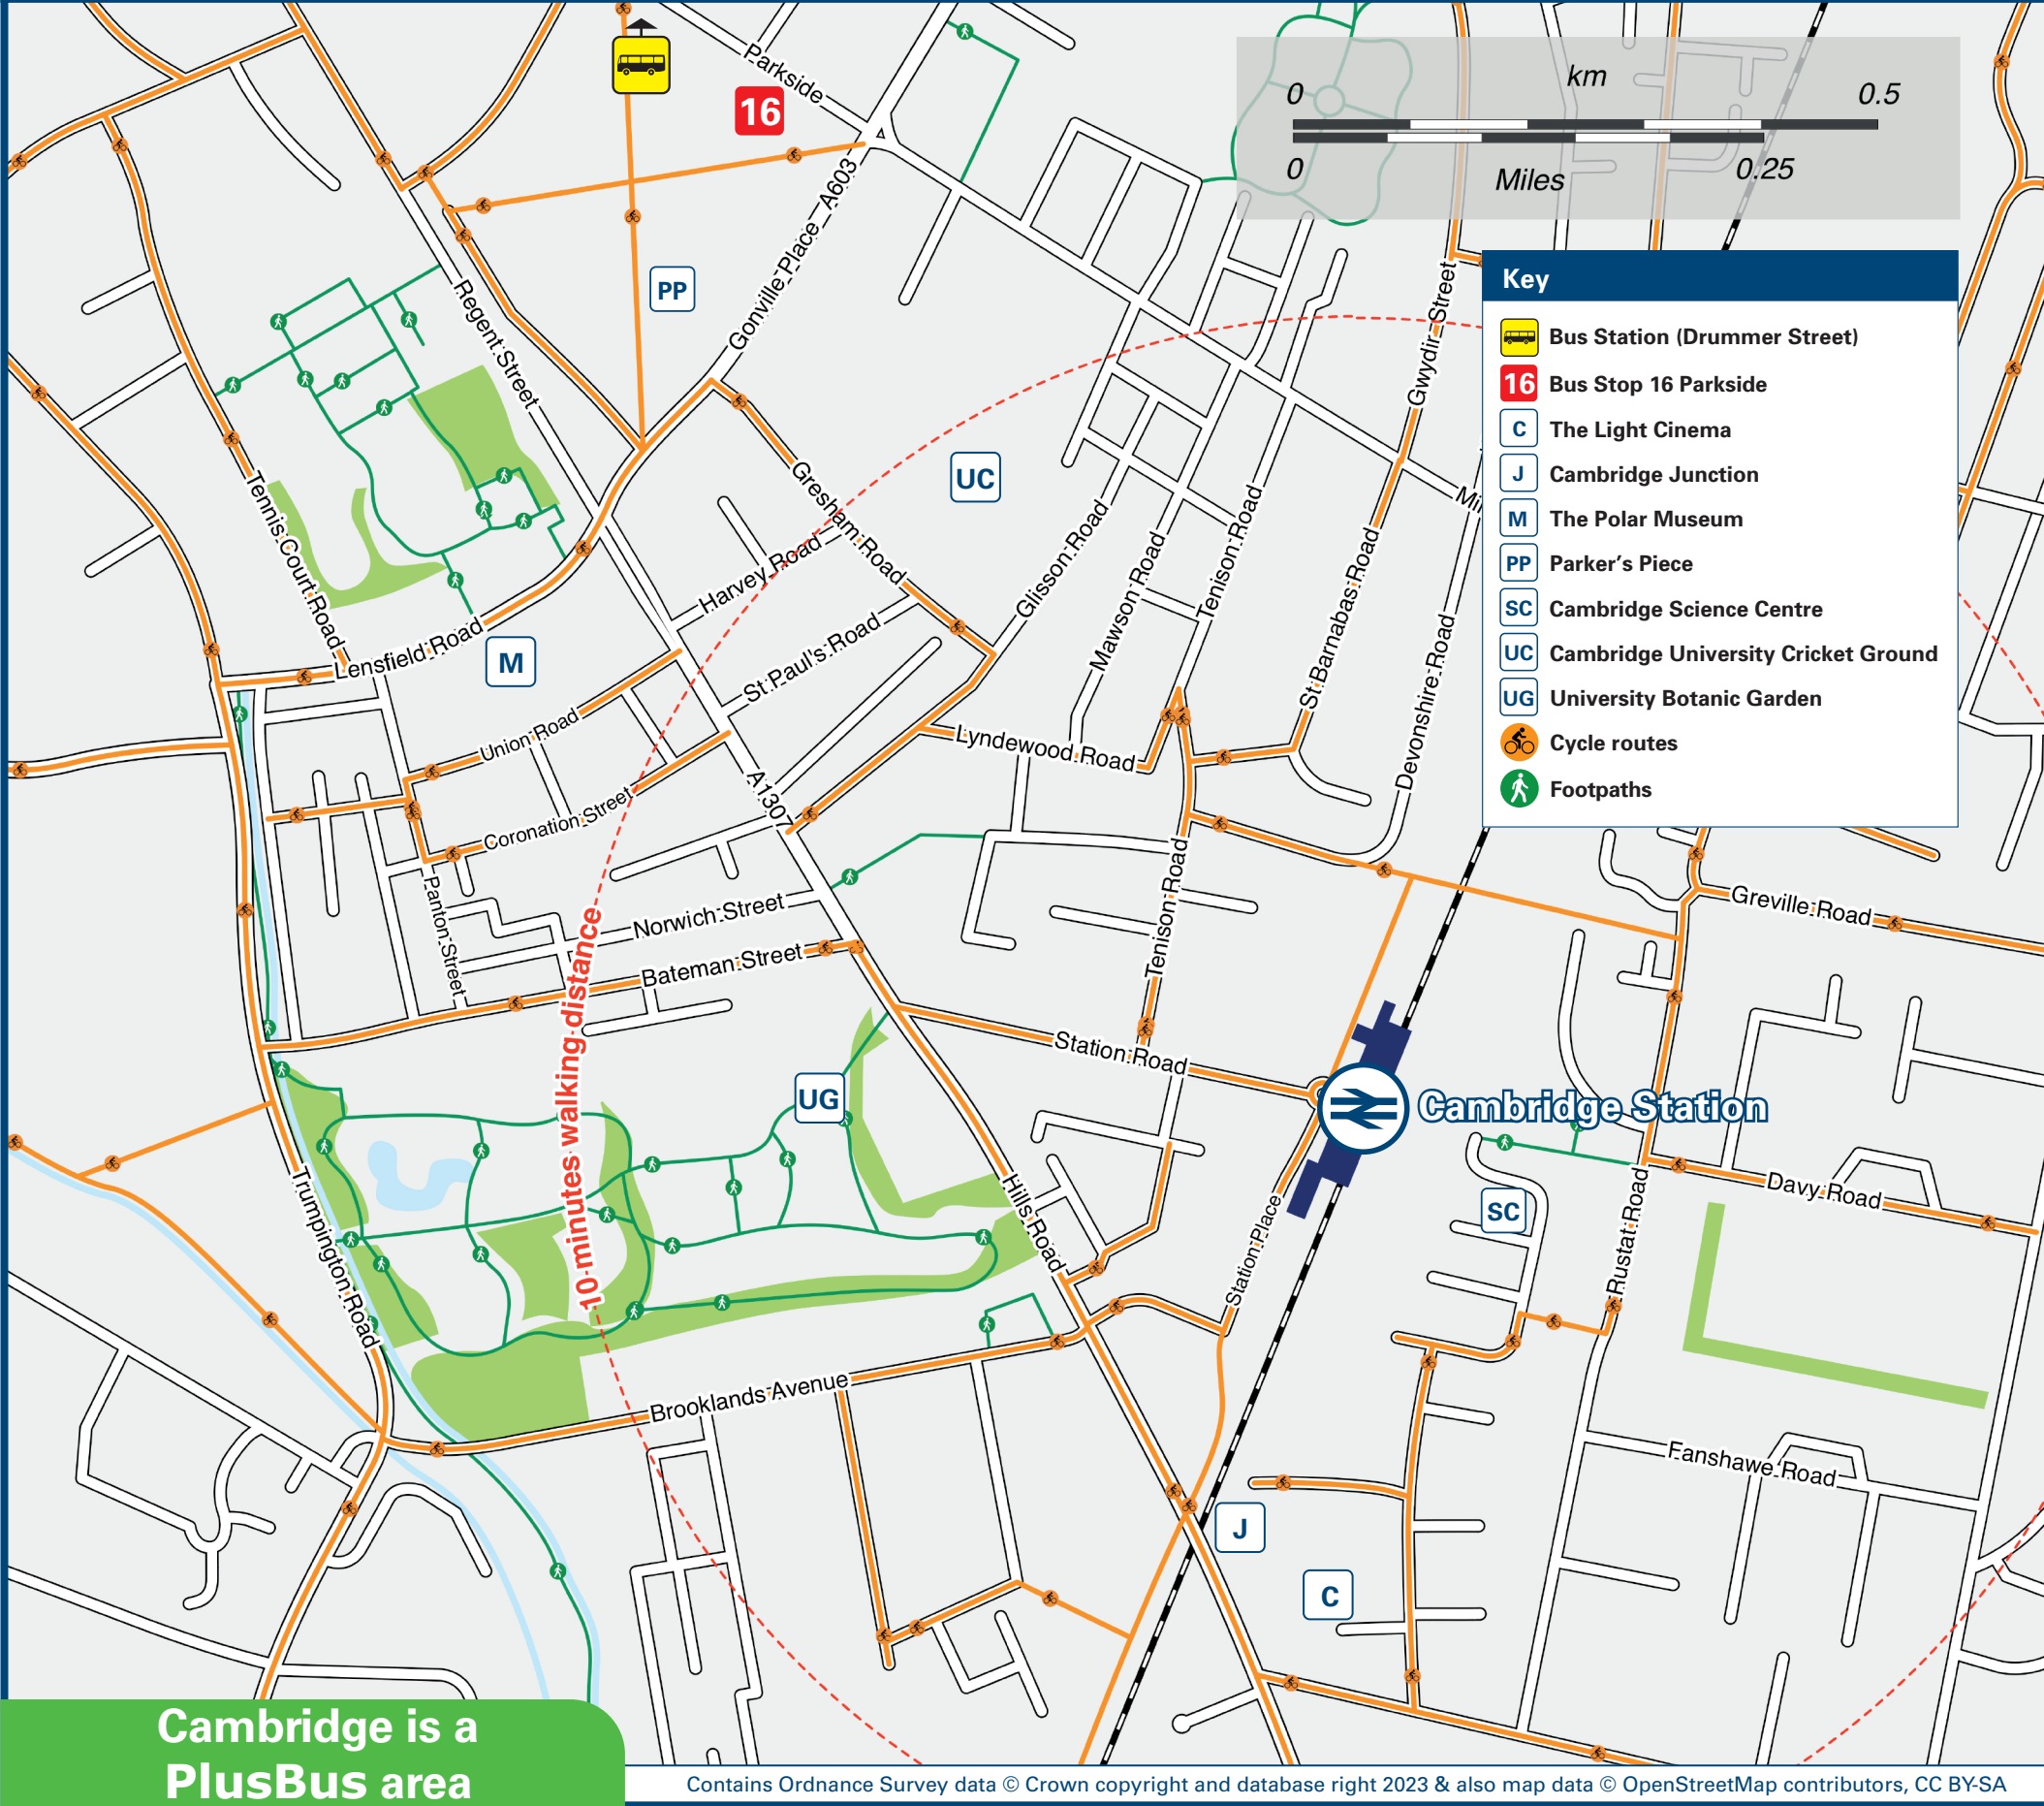 Parkside
16
km
0
0.5
0
0.25
Miles
A603
Gonville Place
PP
Regent Street
Key
Bus Station (Drummer Street)
16 Bus Stop 16 Parkside
C The Light Cinema
J Cambridge Junction
M The Polar Museum
PP Parker's Piece
SC Cambridge Science Centre
UC Cambridge University Cricket Ground
UG University Botanic Garden
Cycle routes
Footpaths
Gwydir Street
UC
Mi
Gresham Road
Tennis Court Road
Harvey Road
Glisson Road
Mawson Road
Tenison Road
St Barnabas Road
Devonshire Road
Lensfield Road
M
St Paul's Road
Union Road
Lyndewood Road
A1307
Coronation Street
Panton Street
Norwich Street
Tenison Road
Greville Road
Bateman Street
10 minutes walking distance
Station Road
UG
Cambridge Station
Trumpington Road
Hills Road
Station Place
SC
Rustat Road
Davy Road
Brooklands Avenue
Fanshawe Road
J
C
Cambridge is a
PlusBus area
Contains Ordnance Survey data © Crown copyright and database right 2023 & also map data © OpenStreetMap contributors, CC BY-SA